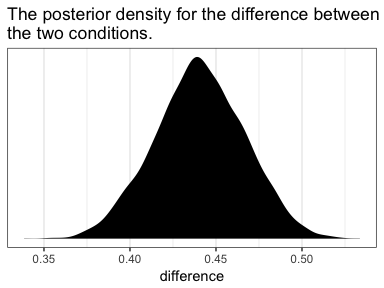 The posterior density for the difference between
the two conditions.
0.35 0.40 0.45 0.50
difference